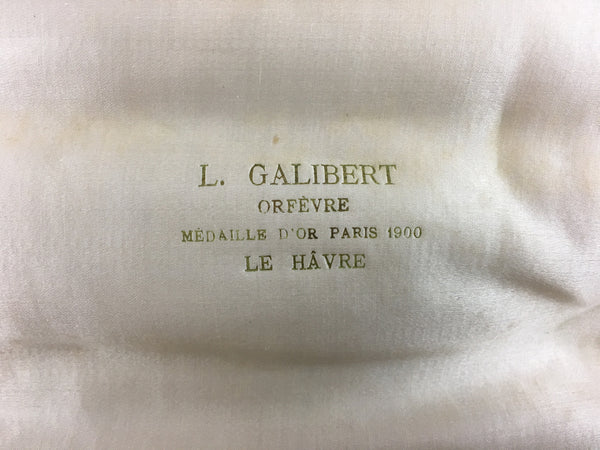 L. GALIBERT
ORFÈVRE
MÉDAILLE D'OR PARIS 1900
LE HÂVRE